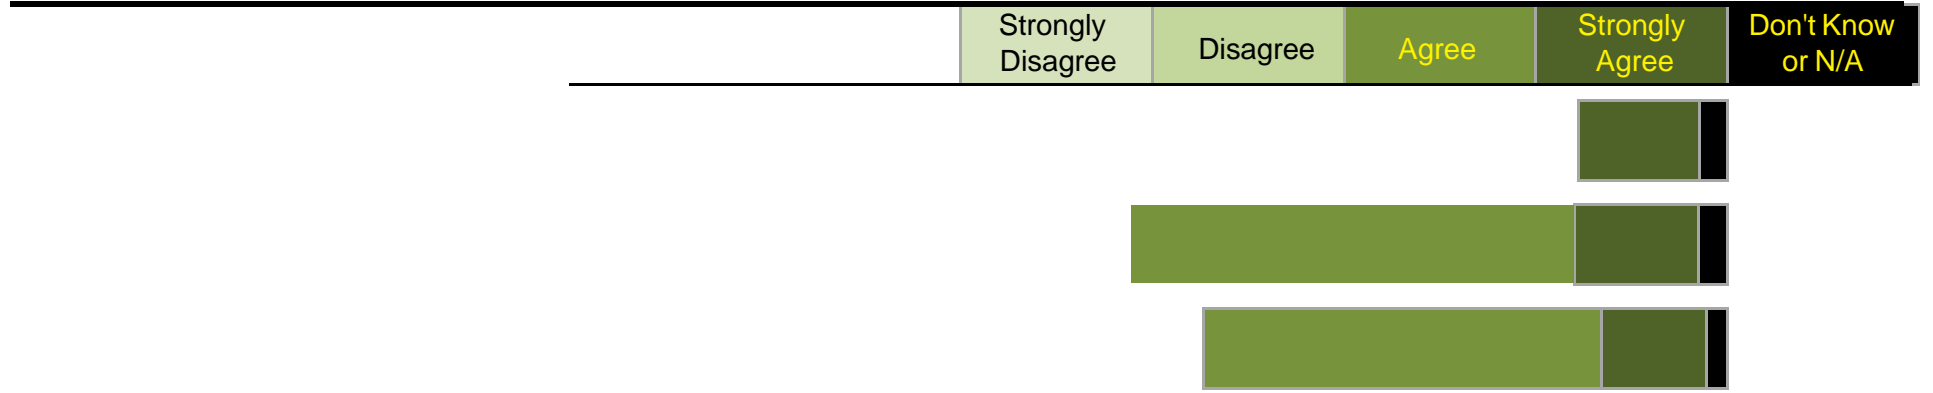 Strongly
Disagree
Disagree
Agree
Strongly
Agree
Don't Know
or N/A